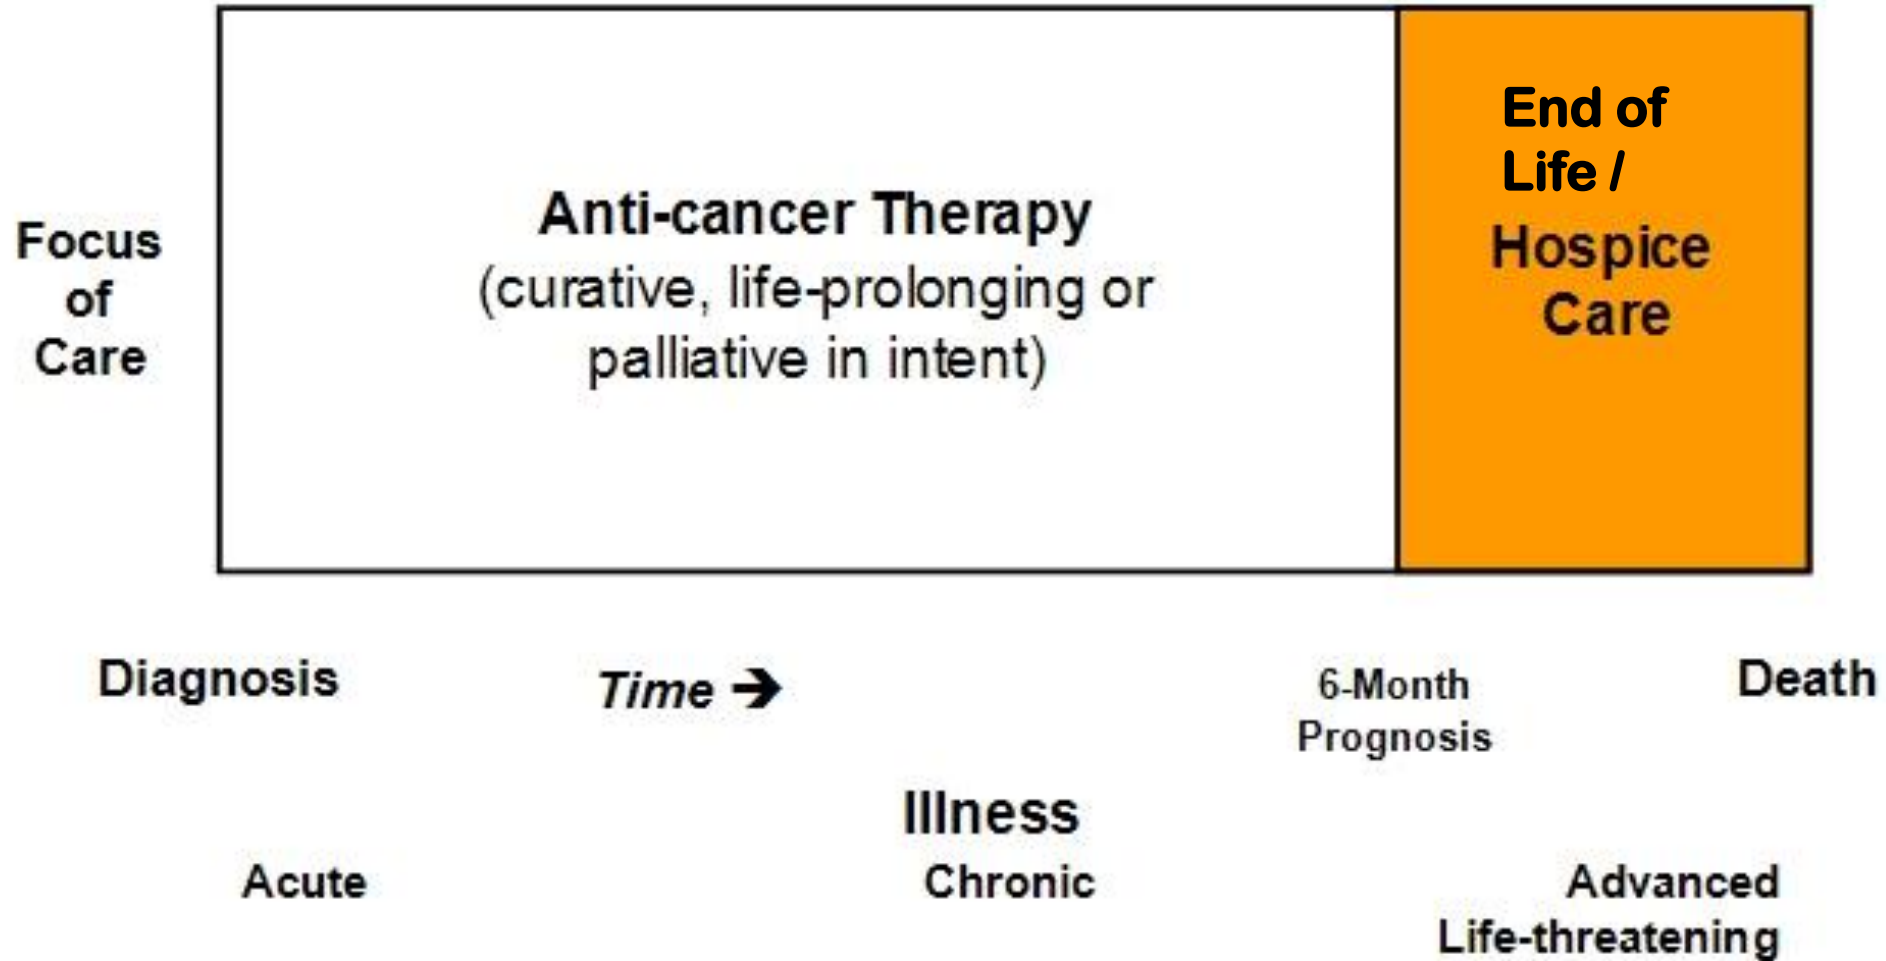 Focus
of
Care
Anti-cancer Therapy
(curative, life-prolonging or
palliative in intent)
End of
Life /
Hospice
Care
Diagnosis
Time →
6-Month
Prognosis
Death
Illness
Acute
Chronic
Advanced
Life-threatening